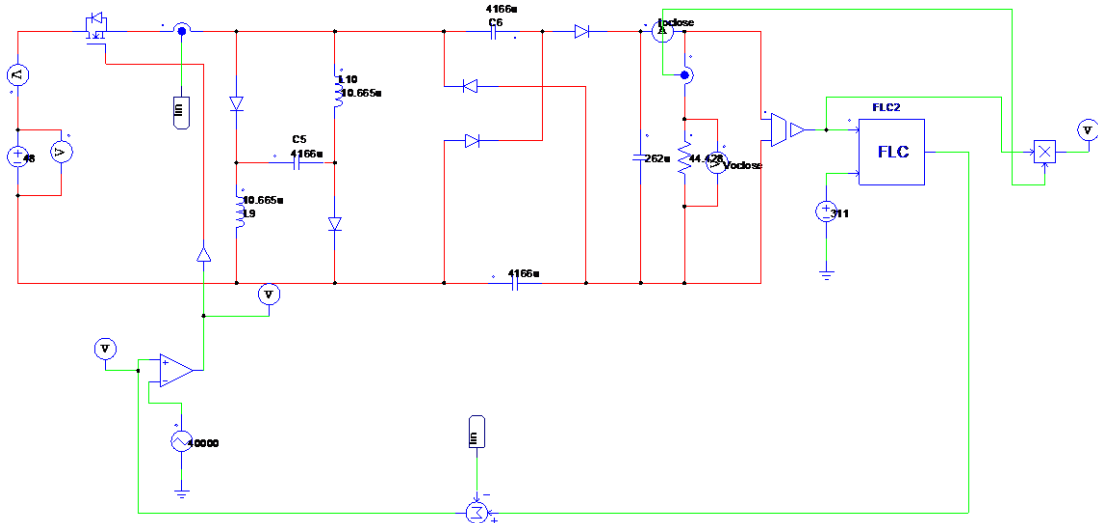 4166u
C6
Ioclose
A
V
L10
10.665u
Iin
FLC2
V
C5
4166u
48
V
262u
44.428
V
Voclose
FLC
10.665u
L9
311
4166u
V
V
40000
Iin
Σ